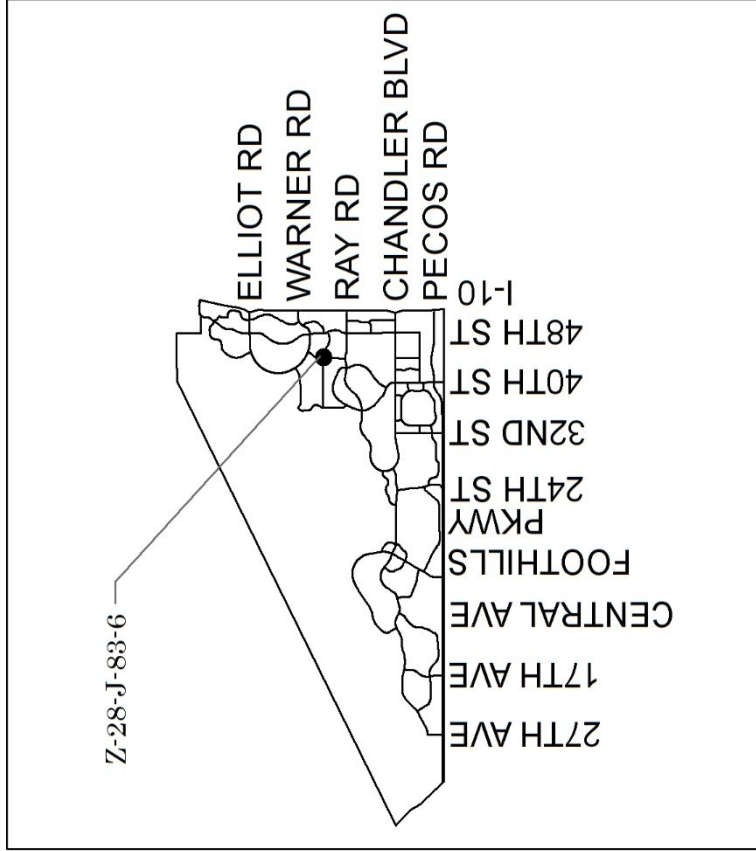 Z-28-J-83-6
ELLIOT RD
WARNER RD
RAY RD
CHANDLER BLVD
PECOS RD
I-10
48TH ST
40TH ST
32ND ST
24TH ST
FOOTHILLS
PKWY
CENTRAL AVE
17TH AVE
27TH AVE